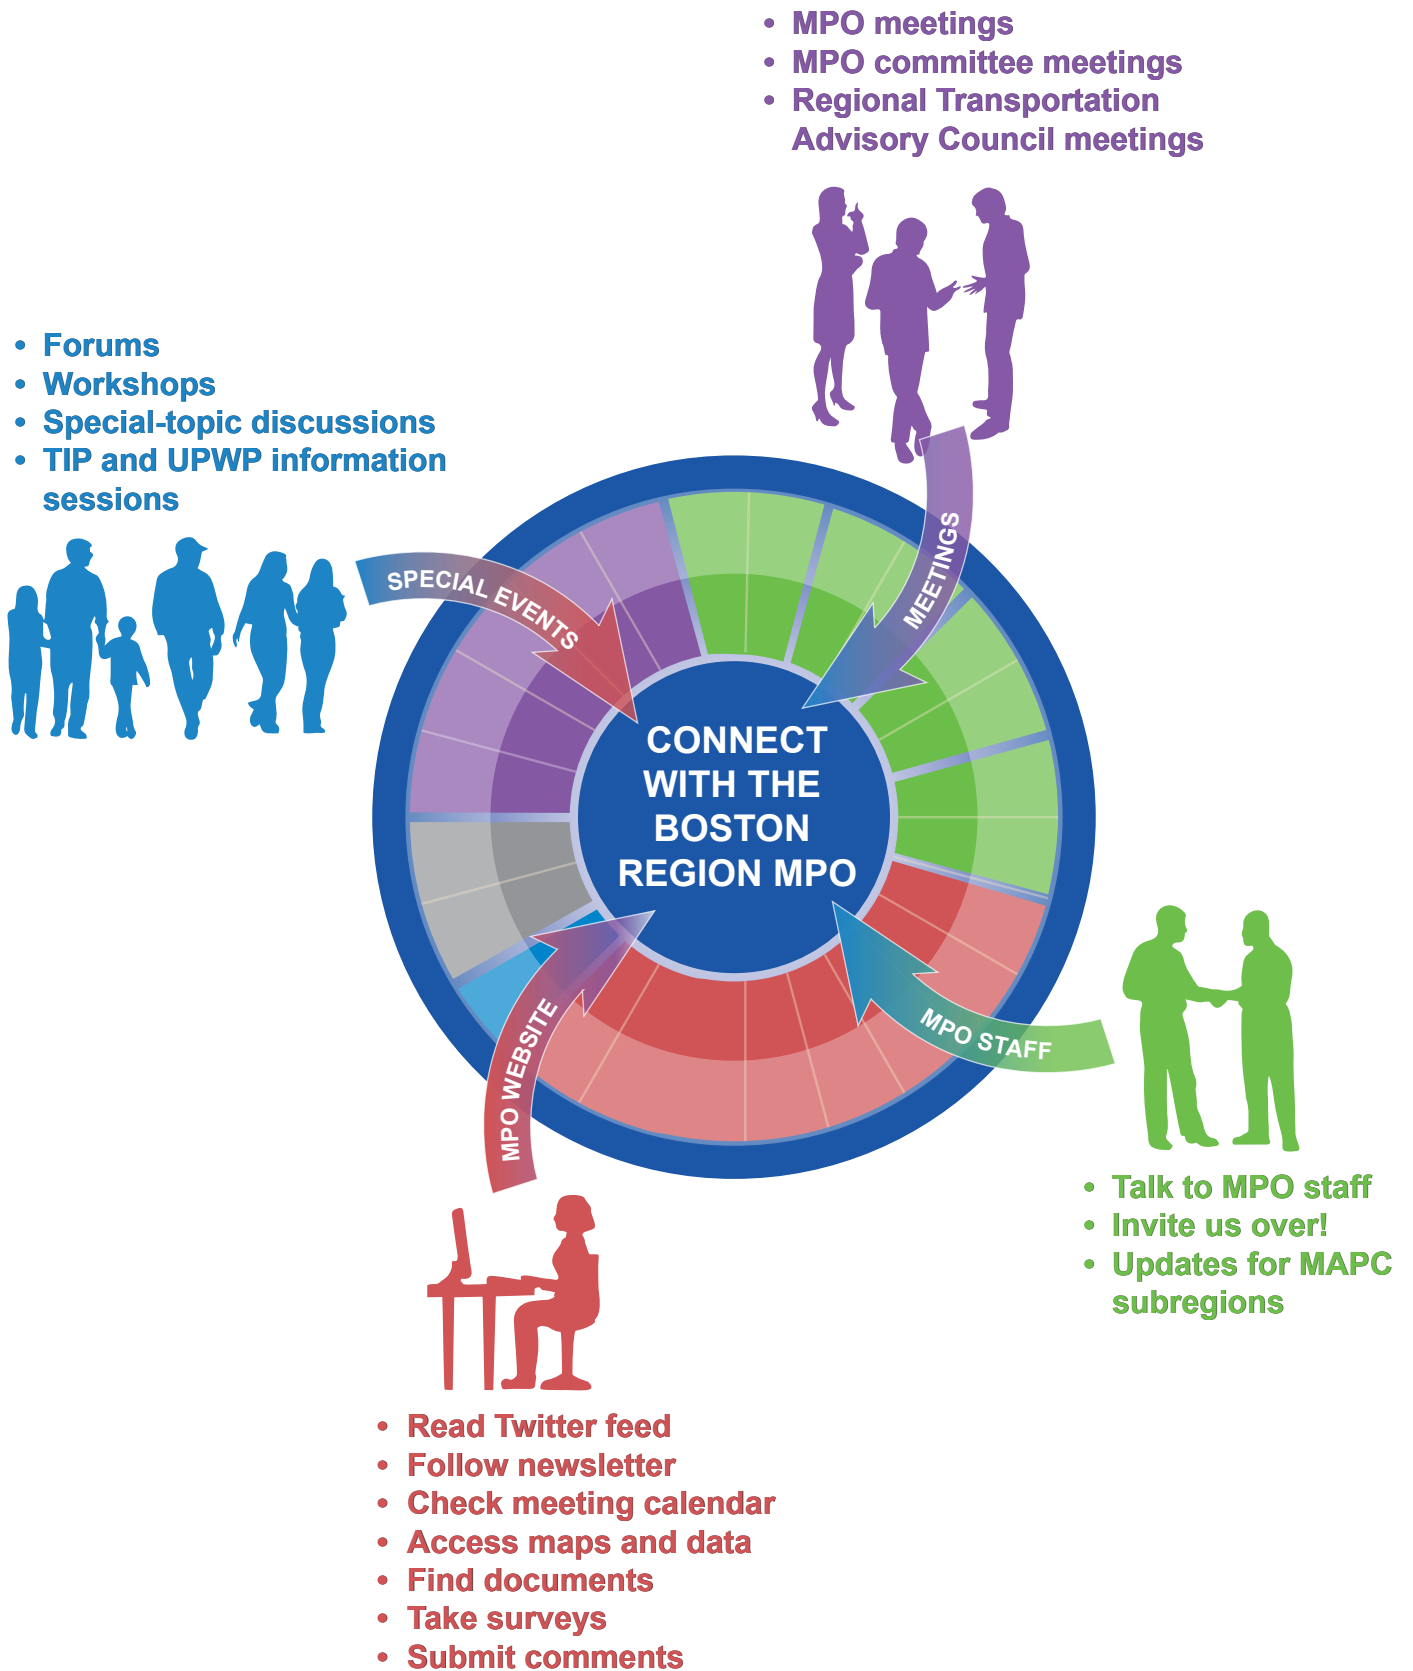 • MPO meetings
• MPO committee meetings
• Regional Transportation
Advisory Council meetings
• Forums
• Workshops
• Special-topic discussions
• TIP and UPWP information
sessions
SPECIAL EVENTS
MEETINGS
CONNECT
WITH THE
BOSTON
REGION MPO
MPO STAFF
MPO WEBSITE
• Talk to MPO staff
• Invite us over!
• Updates for MAPC
subregions
• Read Twitter feed
• Follow newsletter
• Check meeting calendar
• Access maps and data
• Find documents
• Take surveys
• Submit comments